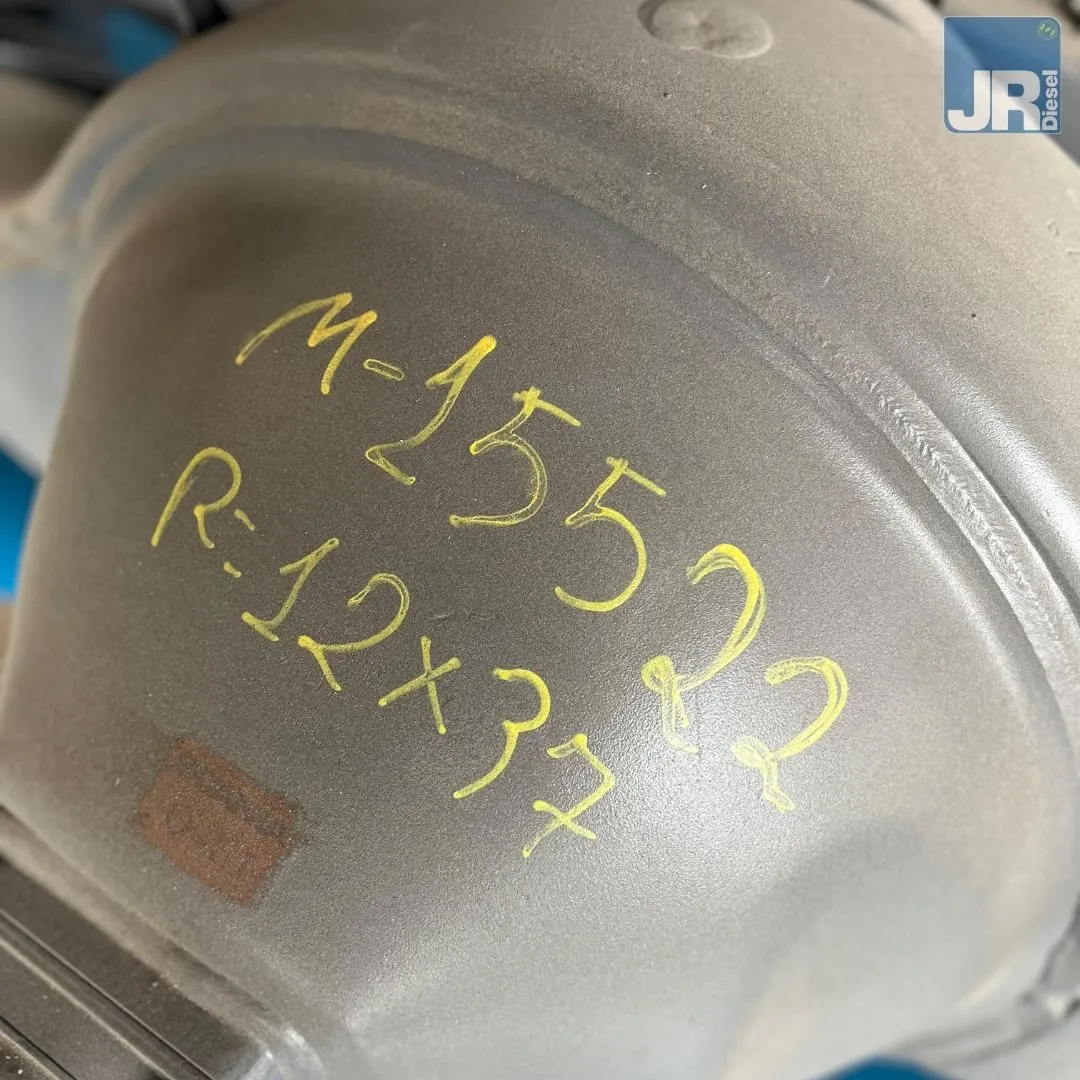 JR Diesel
M-15522
R=12x37